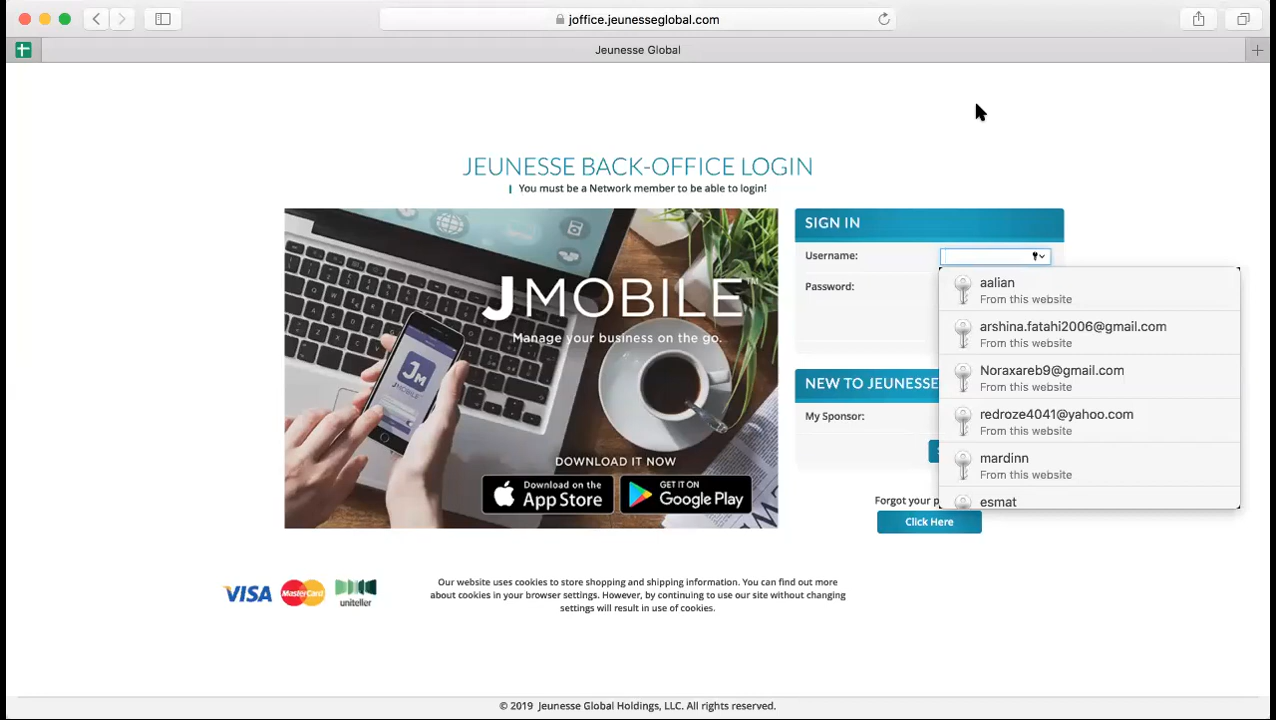 joffice.jeunesseglobal.com
Jeunesse Global
JEUNESSE BACK-OFFICE LOGIN
You must be a Network member to be able to login!
JMOBILE™
Manage your business on the go.
DOWNLOAD IT NOW
Download on the
App Store
GET IT ON
Google Play
SIGN IN
Username:
Password:
aalian
From this website
arshina.fatahi2006@gmail.com
From this website
Noraxareb9@gmail.com
From this website
redroze4041@yahoo.com
From this website
mardinn
From this website
esmat
NEW TO JEUNESSE
My Sponsor:
Forgot your p
Click Here
VISA
MasterCard
uniteller
Our website uses cookies to store shopping and shipping information. You can find out more
about cookies in your browser settings. However, by continuing to use our site without changing
settings will result in use of cookies.
© 2019 Jeunesse Global Holdings, LLC. All rights reserved.